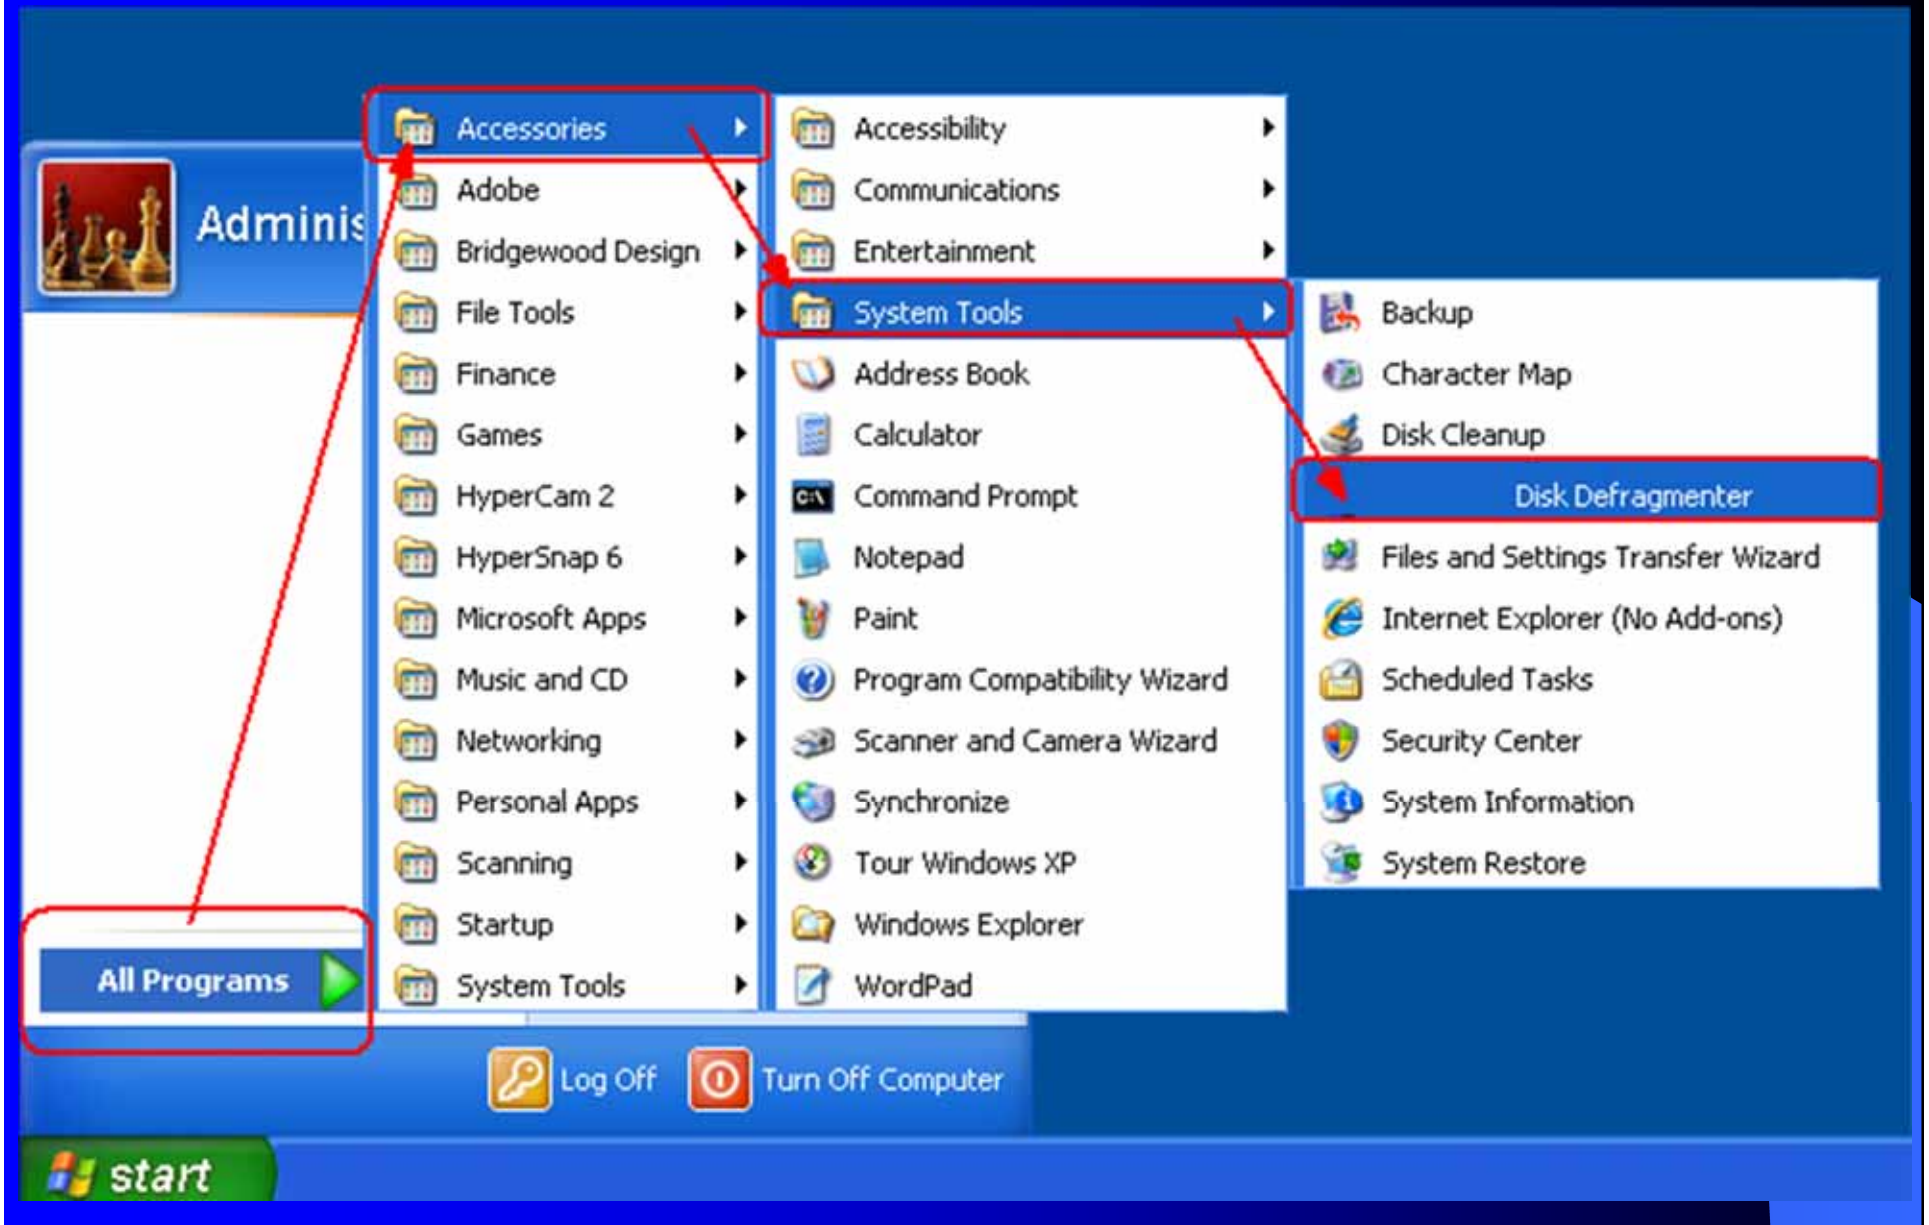 Adminis
Accessories
Adobe
Bridgewood Design
File Tools
Finance
Games
HyperCam 2
HyperSnap 6
Microsoft Apps
Music and CD
Networking
Personal Apps
Scanning
Startup
System Tools
Accessibility
Communications
Entertainment
System Tools
Address Book
Calculator
C:\
Command Prompt
Notepad
Paint
Program Compatibility Wizard
Scanner and Camera Wizard
Synchronize
Tour Windows XP
Windows Explorer
WordPad
Backup
Character Map
Disk Cleanup
Disk Defragmenter
Files and Settings Transfer Wizard
Internet Explorer (No Add-ons)
Scheduled Tasks
Security Center
System Information
System Restore
All Programs
Log Off
Turn Off Computer
start